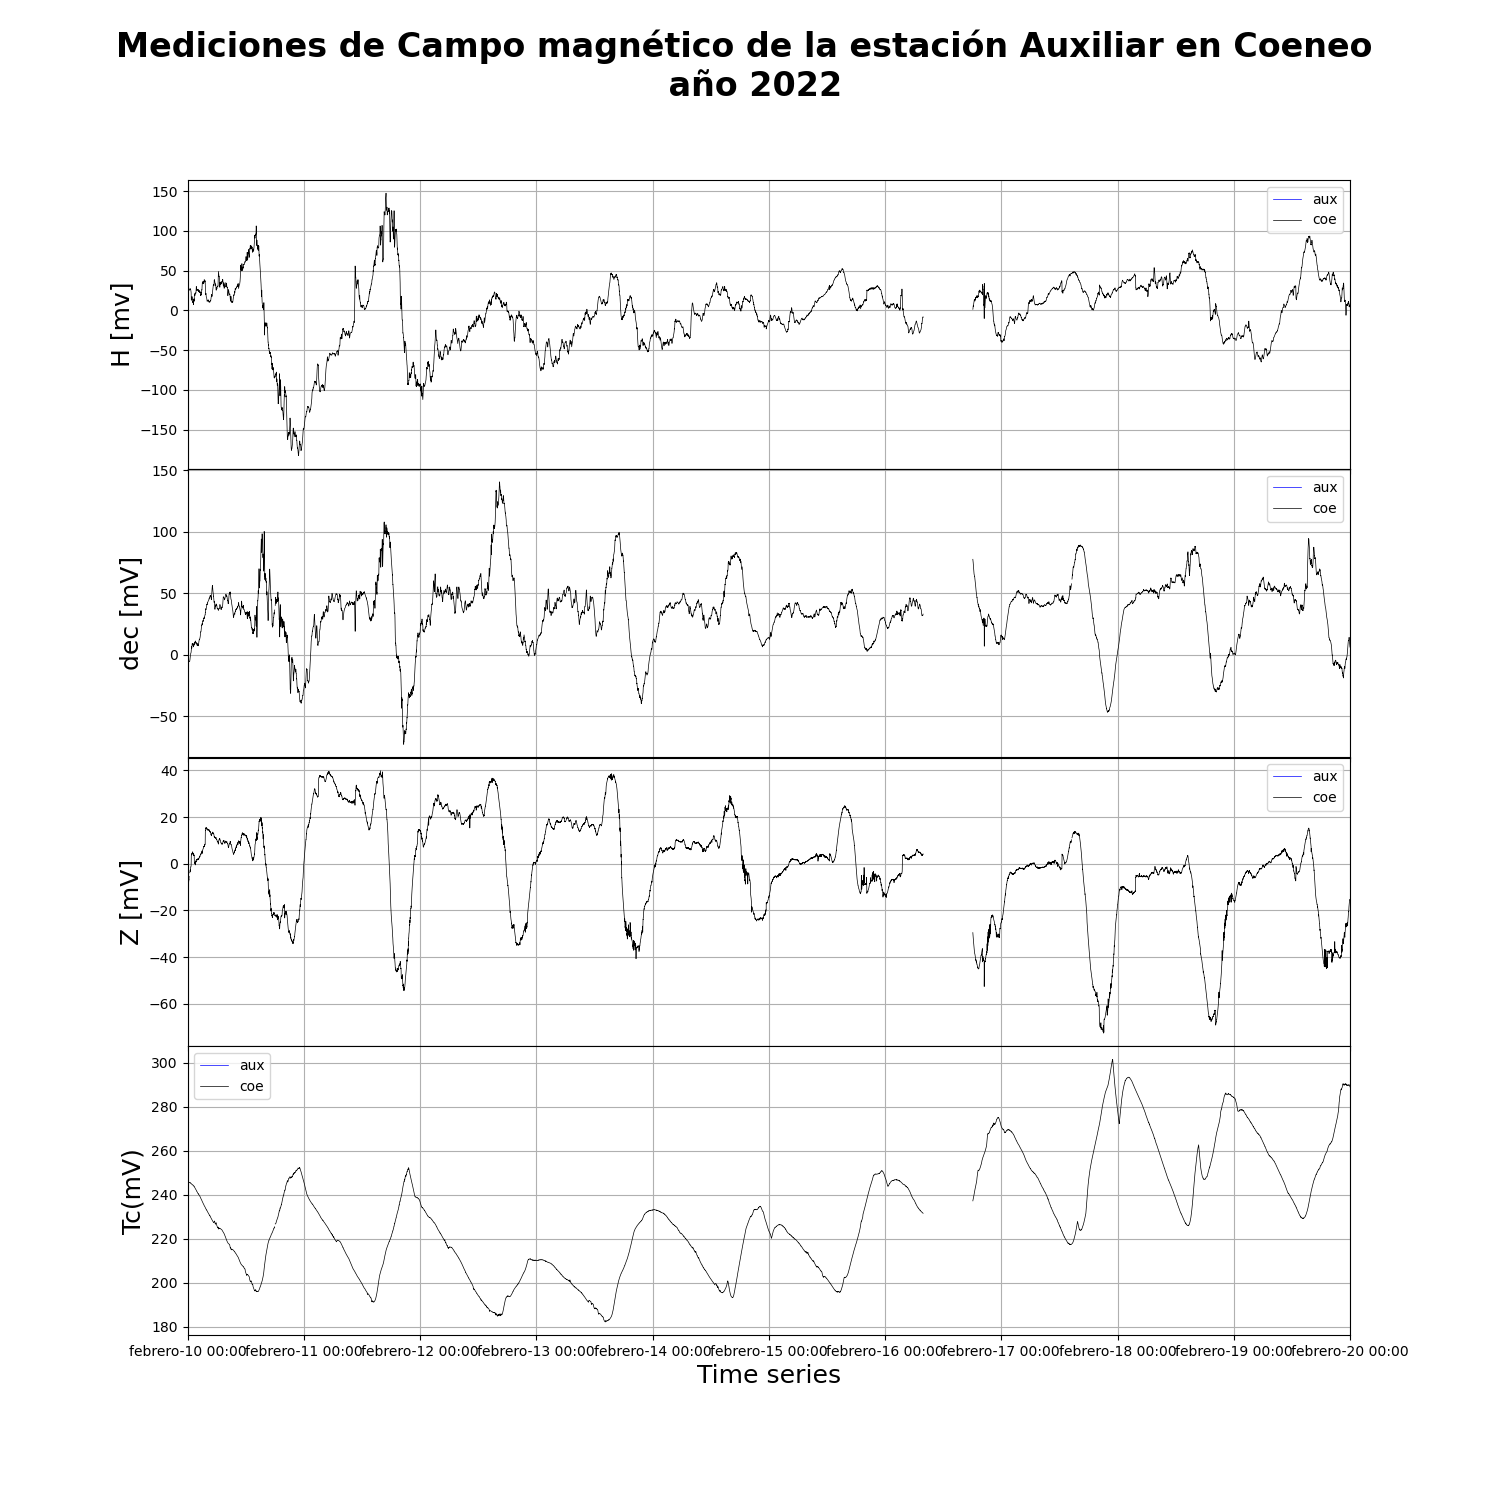 Mediciones de Campo magnético de la estación Auxiliar en Coeneo
año 2022
150
100
50
0
−50
−100
−150
H [mv]
aux
coe
150
100
50
0
−50
dec [mV]
aux
coe
40
20
0
−20
−40
−60
Z [mV]
aux
coe
300
280
260
240
220
200
180
Tc(mV)
aux
coe
febrero-10 00:00 febrero-11 00:00 febrero-12 00:00 febrero-13 00:00 febrero-14 00:00 febrero-15 00:00 febrero-16 00:00 febrero-17 00:00 febrero-18 00:00 febrero-19 00:00 febrero-20 00:00
Time series